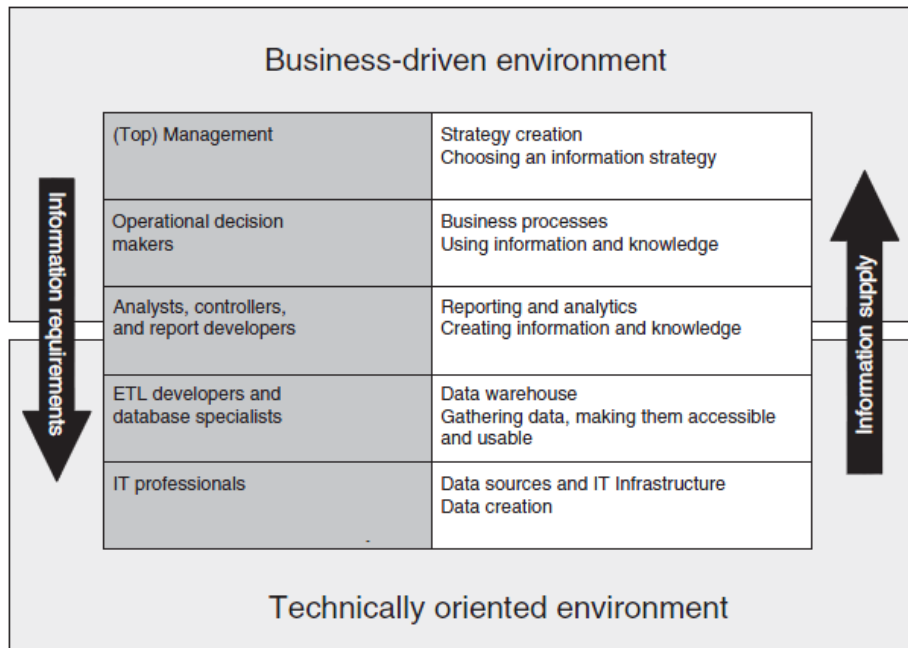 Business-driven environment
(Top) Management
Strategy creation
Choosing an information strategy
Operational decision
makers
Business processes
Using information and knowledge
Analysts, controllers,
and report developers
Reporting and analytics
Creating information and knowledge
ETL developers and
database specialists
Data warehouse
Gathering data, making them accessible
and usable
IT professionals
Data sources and IT Infrastructure
Data creation
Information requirements
Information supply
Technically oriented environment